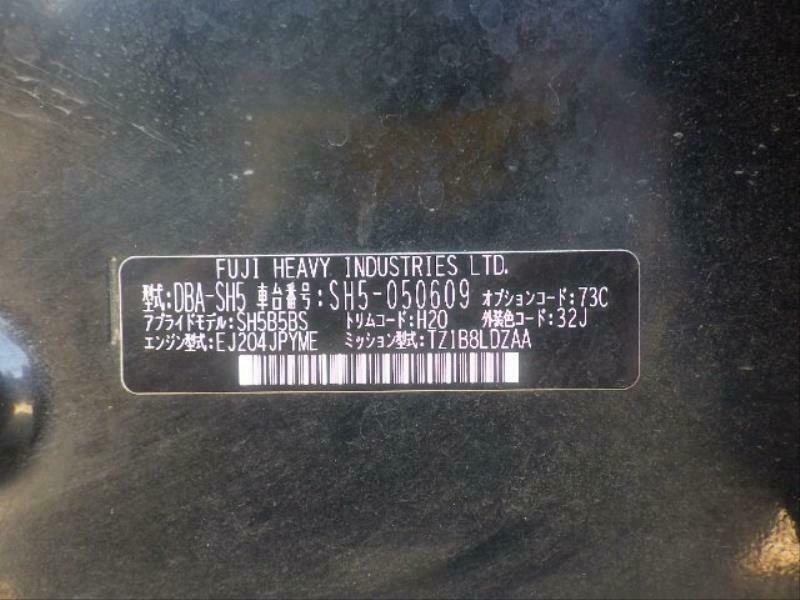 FUJI HEAVY INDUSTRIES LTD.
型式:DBA-SH5 車台番号:SH5-050609 オプションコード:73C
アプライドモデル:SH5B5BS トリムコード:H20 外装色コード:32J
エンジン型式:EJ204JPYME ミッション型式:TZ1B8LDZAA